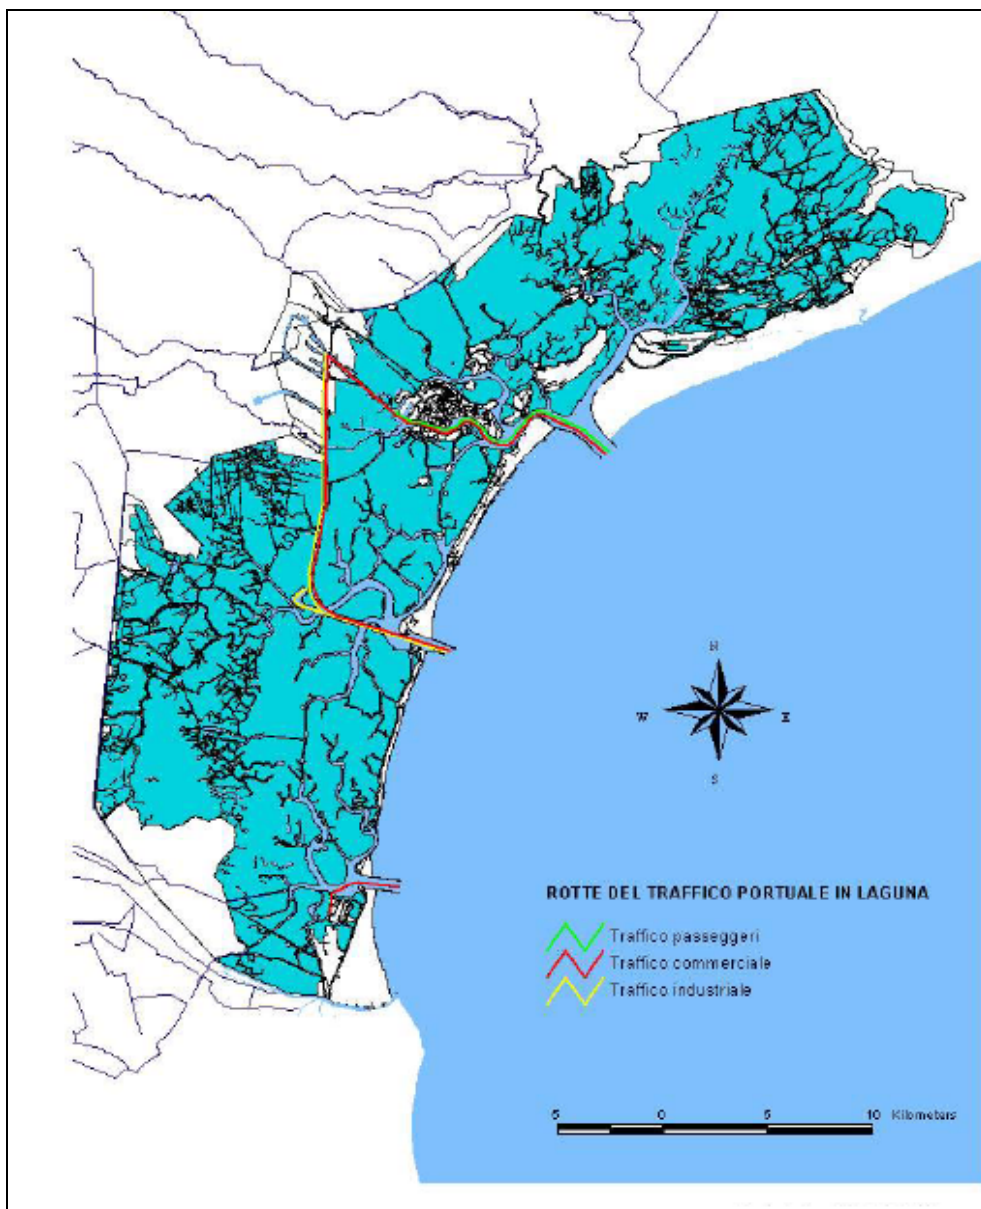 N
W
E
S
ROTTE DEL TRAFFICO PORTUALE IN LAGUNA
Traffico passeggeri
Traffico commerciale
Traffico industriale
5 0 5 10 Kilometers